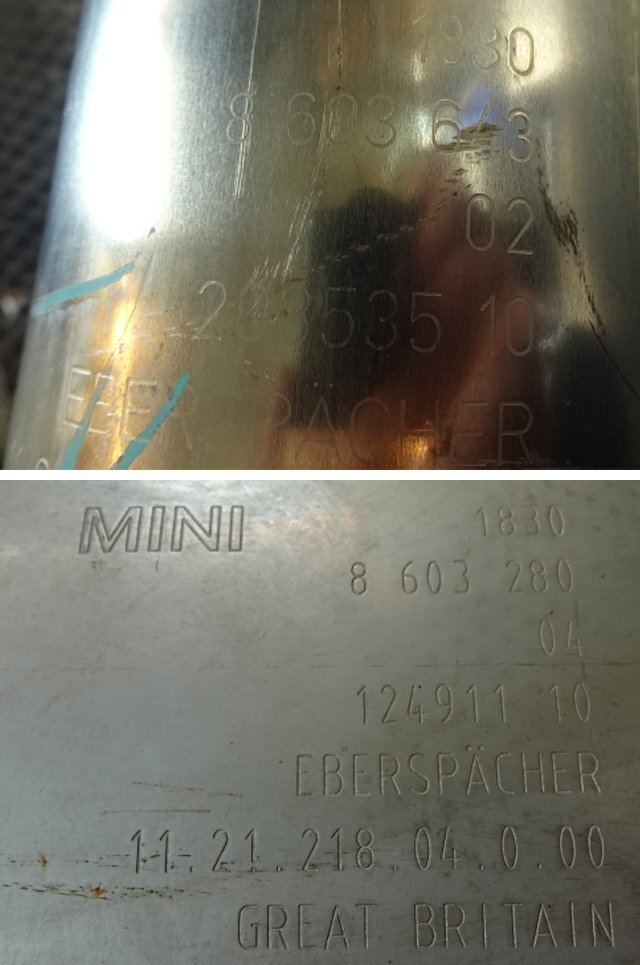 1830
8 603 643
02
10
EBERSPÄCHER
MINI 1830
8 603 280
04
124911 10
EBERSPÄCHER
11.21.218.04.0.00
GREAT BRITAIN